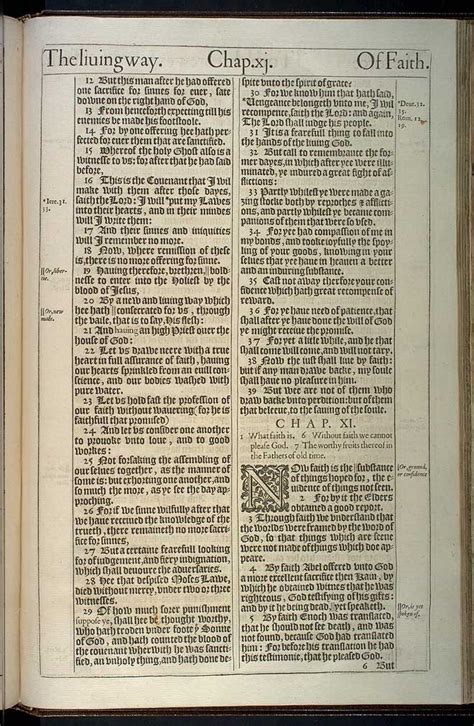 The liuing way.
Chap.xj.
Of Faith.
12 But this man after he had offered
one sacrifice for sinnes for euer, sate
downe on the right hand of God,
13 From henceforth expecting till his
enemies be made his footstoole.
14 For by one offering hee hath per-
fected for euer them that are sanctified.
15 Whereof the holy Ghost also is a
witnesse to vs: for after that he had said
before,
*Iere.31.
33.
16 *This is the Couenant that I wil
make with them after those dayes,
saith the Lord: I will put my Lawes
into their hearts, and in their mindes
will I write them:
17 And their sinnes and iniquities
will I remember no more.
18 Now, where remission of these
is, there is no more offering for sinne.
||Or, liber-
tie.
19 Hauing therefore, brethren, ||bold-
nesse to enter into the Holiest by the
blood of Iesus,
||Or, new
made.
20 By a new and liuing way which
hee hath ||consecrated for vs, through
the vaile, that is to say, His flesh:
21 And hauing an high Priest ouer the
house of God:
22 Let vs drawe neere with a true
heart in full assurance of faith, hauing
our hearts sprinkled from an euill con-
science, and our bodies washed with
pure water.
23 Let vs hold fast the profession of
our faith without wauering (for he is
faithfull that promised)
24 And let vs consider one another
to prouoke vnto loue, and to good
workes:
25 Not forsaking the assembling of
our selues together, as the manner of
some is: but exhorting one another, and
so much the more, as yee see the day ap-
proching.
26 For if we sinne wilfully after that
we haue receiued the knowledge of the
trueth, there remaineth no more sacri-
fice for sinnes,
27 But a certaine fearefull looking
for of iudgement, and fiery indignation,
which shall deuoure the aduersaries.
28 Hee that despised Moses Lawe,
died without mercy, vnder two or three
witnesses.
29 Of how much sorer punishment
suppose ye, shall hee be thought worthy,
who hath troden vnder foote ye Sonne
of God, and hath counted the blood of
the couenant wherewith he was sancti-
fied, an vnholy thing, and hath done de-
spite vnto the spirit of grace:
30 For we know him that hath said,
*Vengeance belongeth vnto me, I wil
recompense, saith the Lord: and again,
The Lord shall iudge his people.
*Deut.32.
35.
Rom.12.
19.
31 It is a fearefull thing to fall into
the hands of the liuing God.
32 But call to remembrance the for-
mer dayes, in which after yee were illu-
minated, ye indured a great fight of af-
flictions:
33 Partly whilest ye were made a ga-
zing stocke both by reproches & afflicti-
ons, and partly whilest ye became com-
panions of them that were so vsed.
34 For yee had compassion of me in
my bonds, and tooke ioyfully the spoy-
ling of your goods, knowing in your
selues that yee haue in heauen a better
and an induring substance.
35 Cast not away therfore your con-
fidence which hath great recompense of
reward.
36 For ye haue need of patience, that
after ye haue done the will of God
ye might receiue the promise.
37 For yet a litle while, and he that
shall come will come, and will not tary.
38 Now the iust shall liue by faith:
but if any man drawe backe, my soule
shall haue no pleasure in him.
39 But wee are not of them who
draw backe vnto perdition: but of them
that beleeue, to the sauing of the soule.
CHAP. XI.
1 What faith is. 6 Without faith we cannot
please God. 7 The worthy fruits thereof in
the Fathers of old time.
NOw faith is the ||substance
of things hoped for, the e-
uidence of things not seen.
||Or, ground,
or confidence
2 For by it the Elders
obtained a good report.
3 Through faith we vnderstand that
the worlds were framed by the word of
God, so that things which are seene
were not made of things which doe ap-
peare.
4 By faith Abel offered vnto God
a more excellent sacrifice then Kain, by
which he obtained witnes that he was
righteous, God testifying of his gifts:
and by it he being dead, ||yet speaketh.
||Or, is yet
spoken of.
5 By faith Enoch was translated,
that he should not see death, and was
not found, because God had translated
him: For before his translation he had
this testimonie, that he pleased God.
6 But